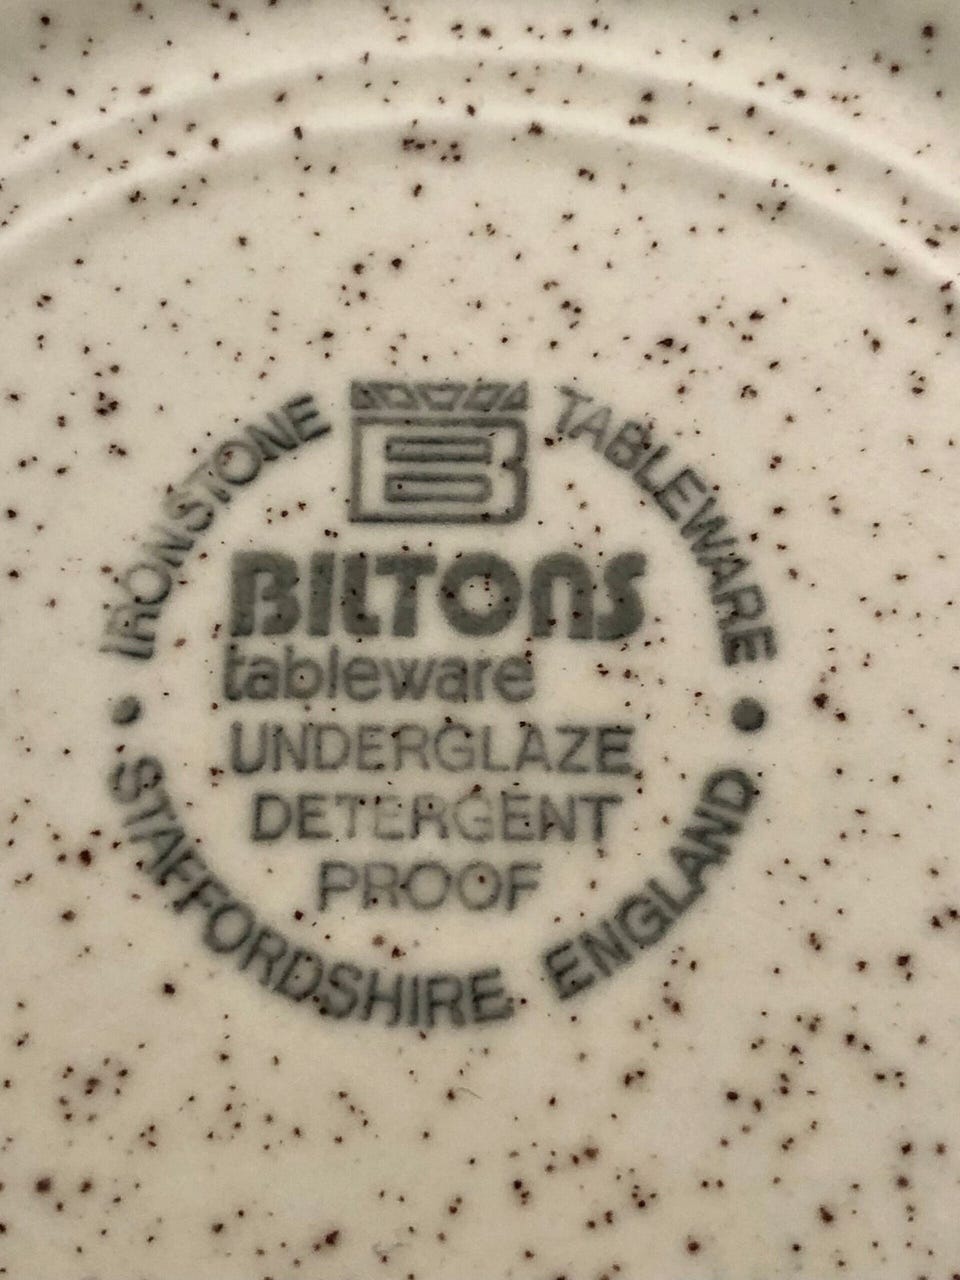 IRONSTONE TABLEWARE
B
BILTONS
tableware
UNDERGLAZE
DETERGENT
PROOF
STAFFORDSHIRE ENGLAND